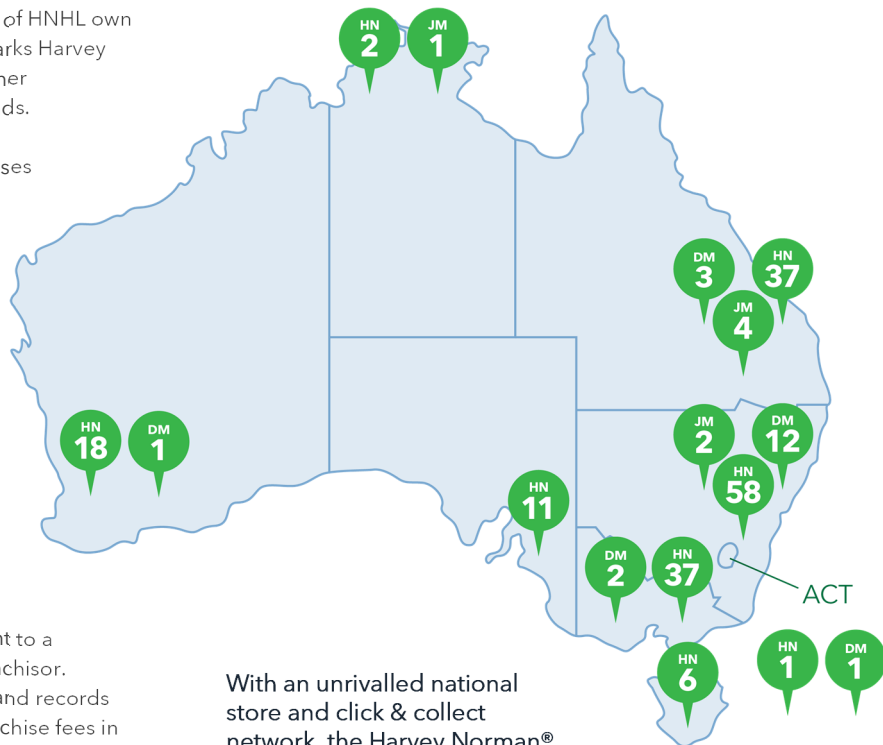 of HNHL own
arks Harvey
ds.
ses
HN
2
JM
1
DM
3
HN
37
JM
4
HN
18
DM
1
JM
2
DM
12
HN
58
HN
11
DM
2
HN
37
ACT
HN
6
HN
1
DM
1
nt to a
chisor.
and records
chise fees in
With an unrivalled national
store and click & collect
network, the Harvey Norman®